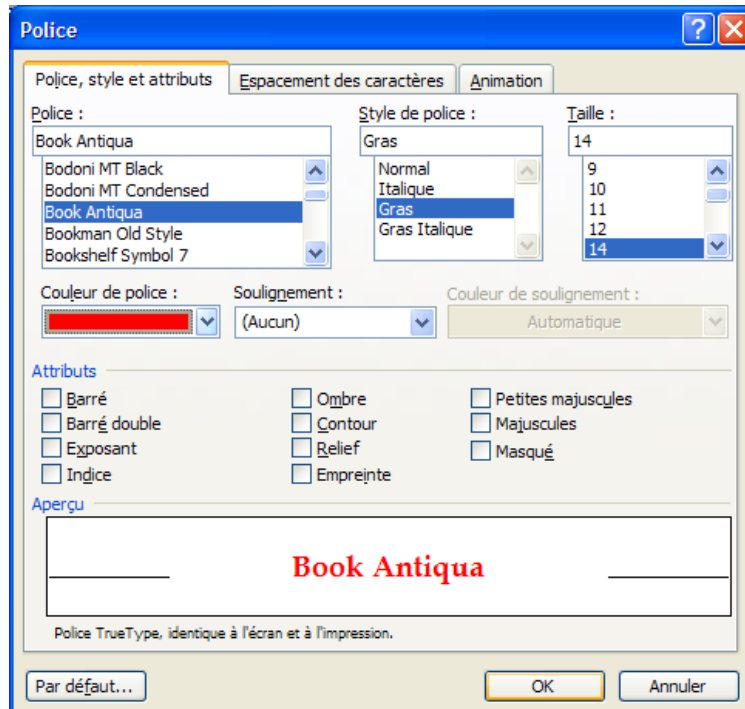 Police
Police, style et attributs Espacement des caractères Animation
Police : Style de police : Taille :
Book Antiqua Gras 14
Bodoni MT Black Normal 9
Bodoni MT Condensed Italique 10
Book Antiqua Gras 11
Bookman Old Style Gras Italique 12
Bookshelf Symbol 7 14
Couleur de police : Soulignement : Couleur de soulignement :
(Aucun) Automatique
Attributs
Barré Ombre Petites majuscules
Barré double Contour Majuscules
Exposant Relief Masqué
Indice Empreinte
Aperçu
Book Antiqua
Police TrueType, identique à l'écran et à l'impression.
Par défaut... OK Annuler